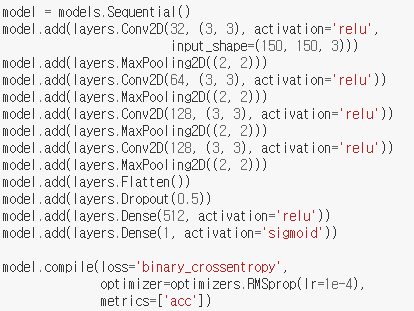 model = models.Sequential()
model.add(layers.Conv2D(32, (3, 3), activation='relu',
input_shape=(150, 150, 3)))
model.add(layers.MaxPooling2D((2, 2)))
model.add(layers.Conv2D(64, (3, 3), activation='relu'))
model.add(layers.MaxPooling2D((2, 2)))
model.add(layers.Conv2D(128, (3, 3), activation='relu'))
model.add(layers.MaxPooling2D((2, 2)))
model.add(layers.Conv2D(128, (3, 3), activation='relu'))
model.add(layers.MaxPooling2D((2, 2)))
model.add(layers.Flatten())
model.add(layers.Dropout(0.5))
model.add(layers.Dense(512, activation='relu'))
model.add(layers.Dense(1, activation='sigmoid'))
model.compile(loss='binary_crossentropy',
optimizer=optimizers.RMSprop(lr=1e-4),
metrics=['acc'])